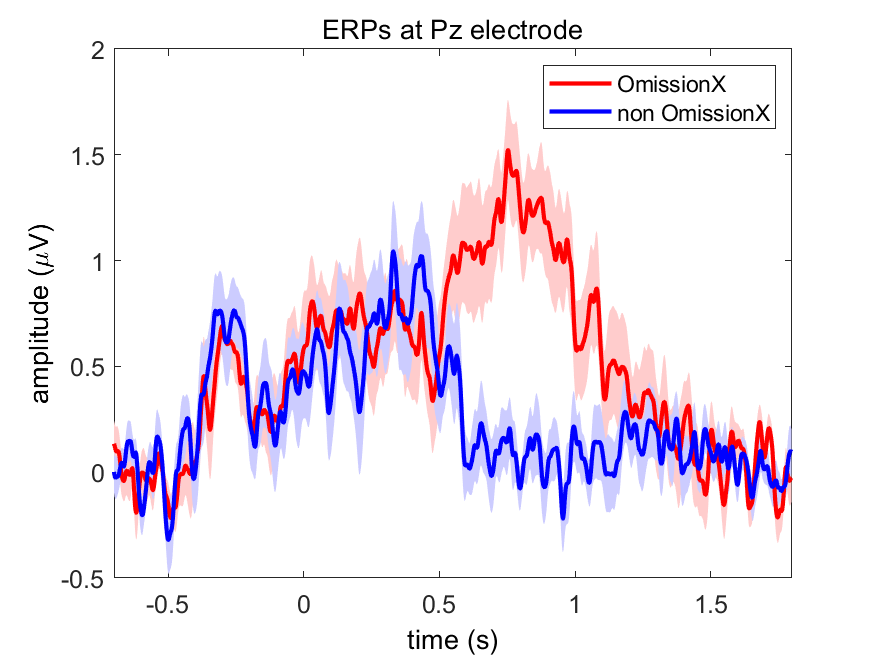 ERPs at Pz electrode
2
1.5
1
0.5
0
-0.5
amplitude (μV)
OmissionX
non OmissionX
-0.5 0 0.5 1 1.5
time (s)